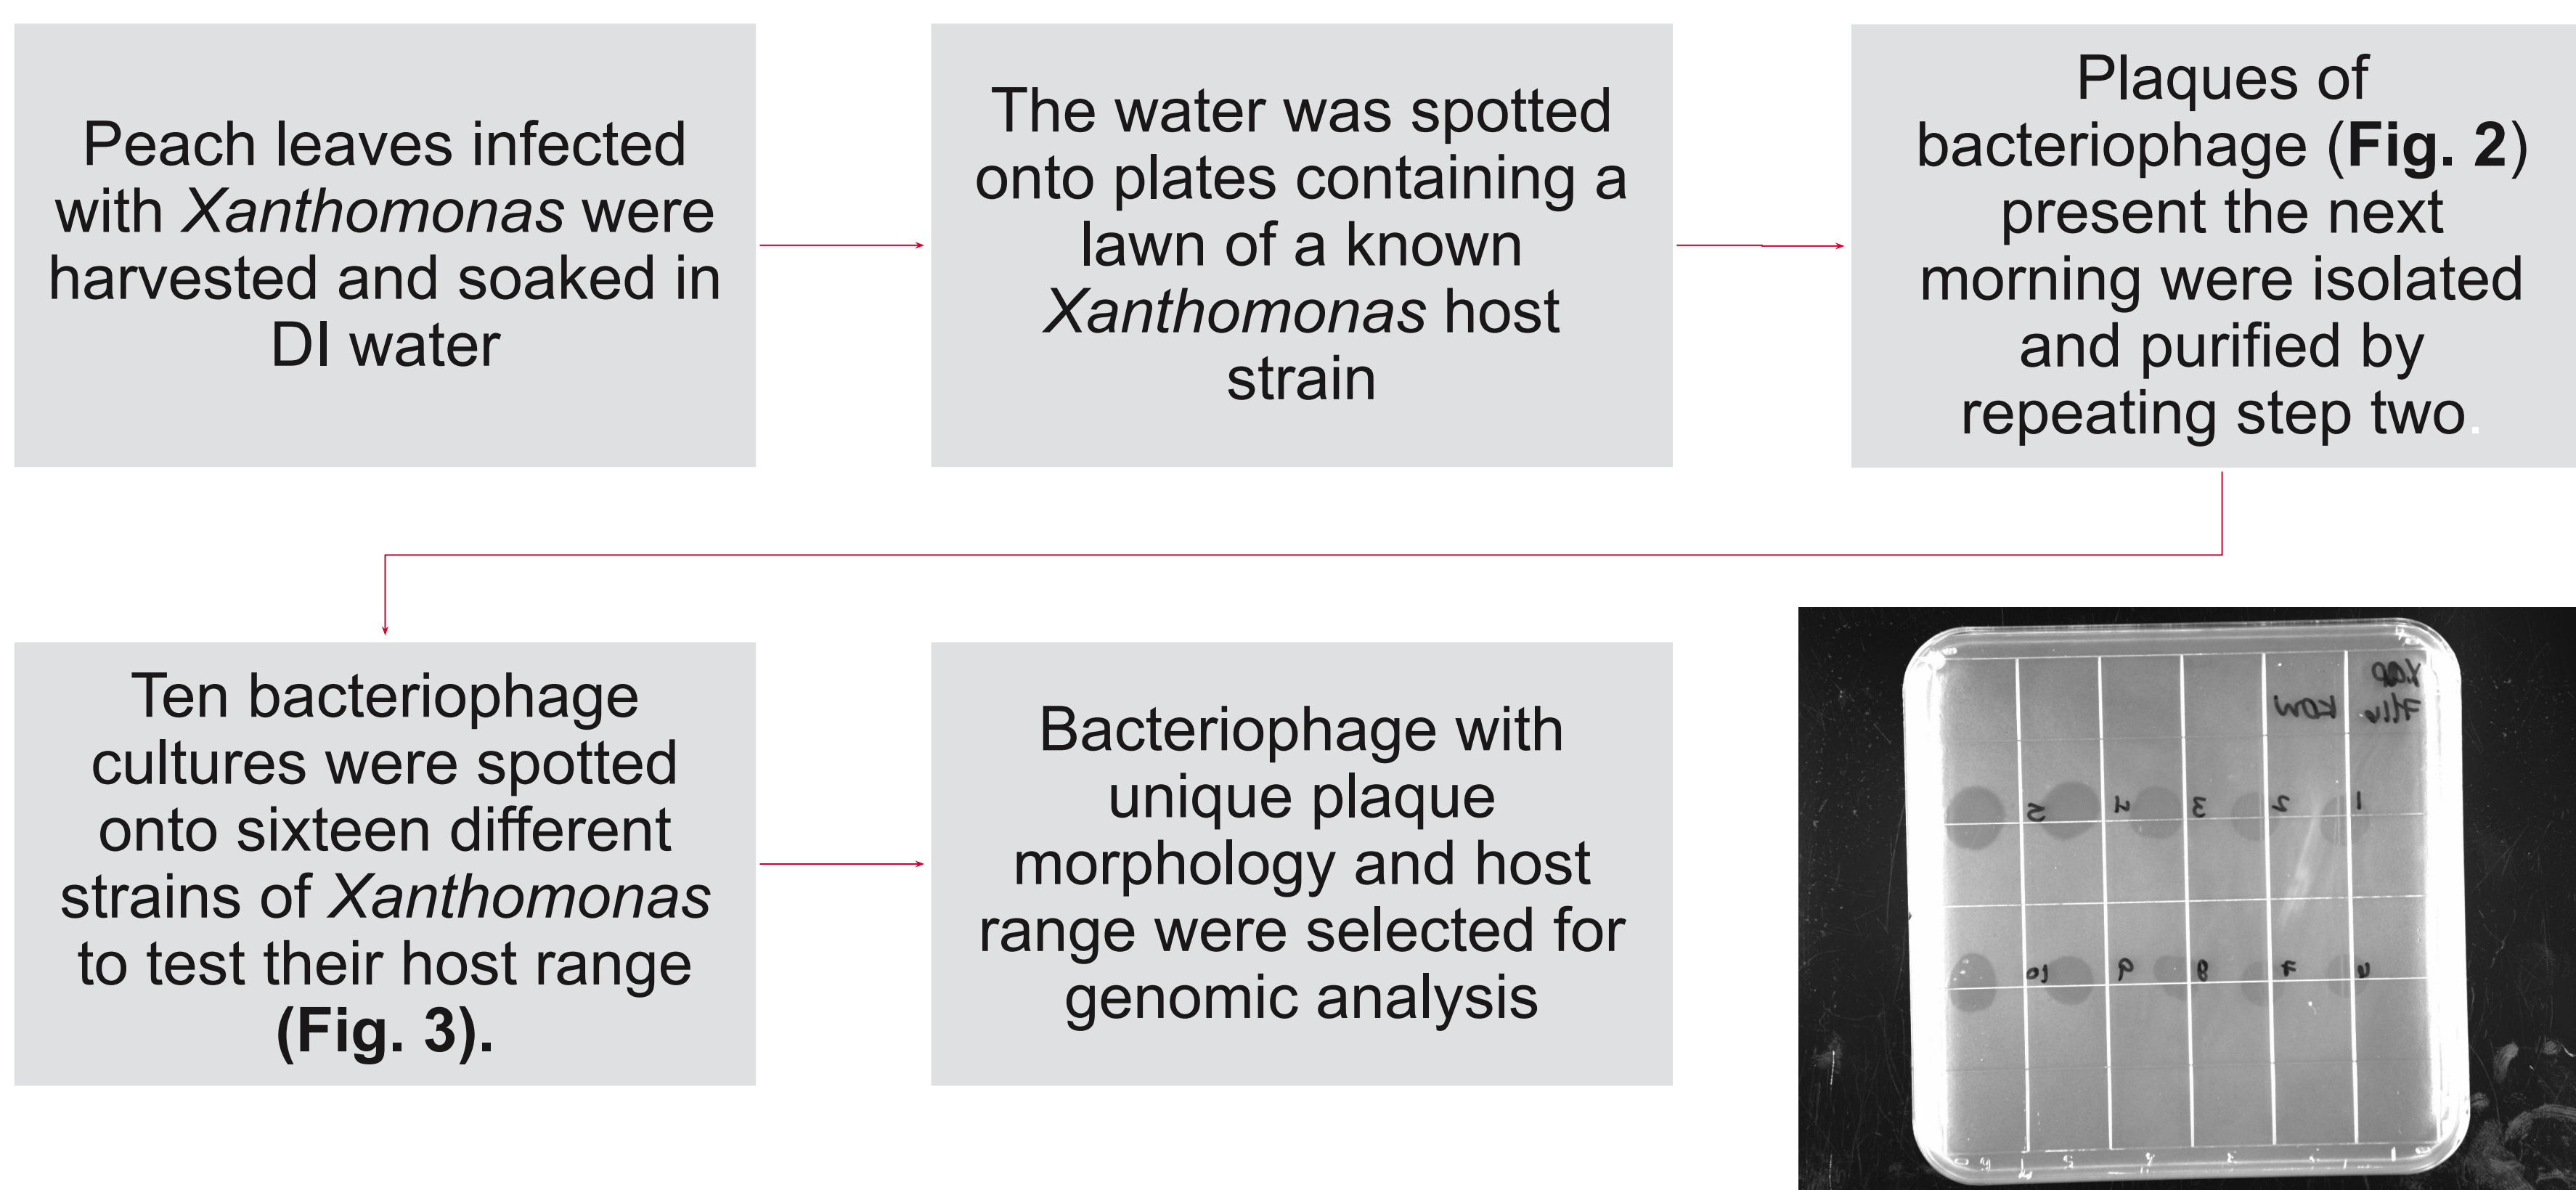 Peach leaves infected
with Xanthomonas were
harvested and soaked in
DI water
The water was spotted
onto plates containing a
lawn of a known
Xanthomonas host
strain
Plaques of
bacteriophage (Fig. 2)
present the next
morning were isolated
and purified by
repeating step two.
Ten bacteriophage
cultures were spotted
onto sixteen different
strains of Xanthomonas
to test their host range
(Fig. 3).
Bacteriophage with
unique plaque
morphology and host
range were selected for
genomic analysis
5 4 3 2 1
10 9 8 7